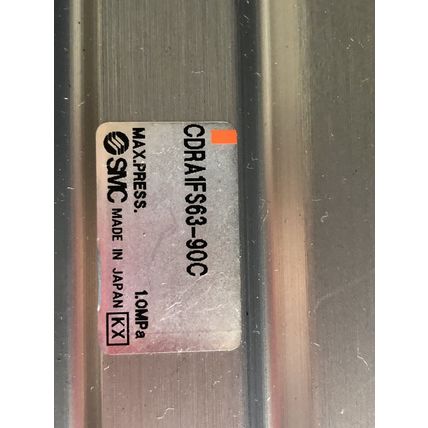 CDRA1FS63-90C
MAX.PRESS. 1.0MPa
SMC MADE IN JAPAN KX